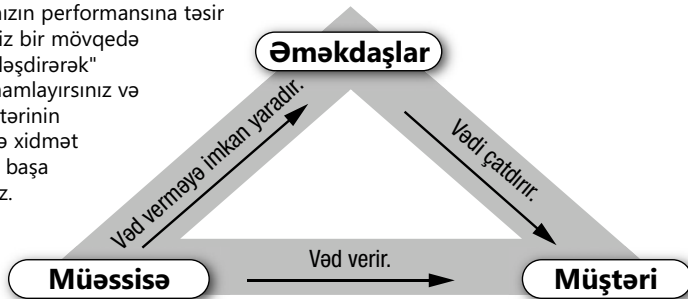 nızın performansına təsir
iz bir mövqedə
ləşdirərək"
namlayırsınız və
tərinin
ə xidmət
başa
z.
Əməkdaşlar
Vəd verməyə imkan yaradır.
Vədi çatdırır.
Vəd verir.
Müəssisə
Müştəri